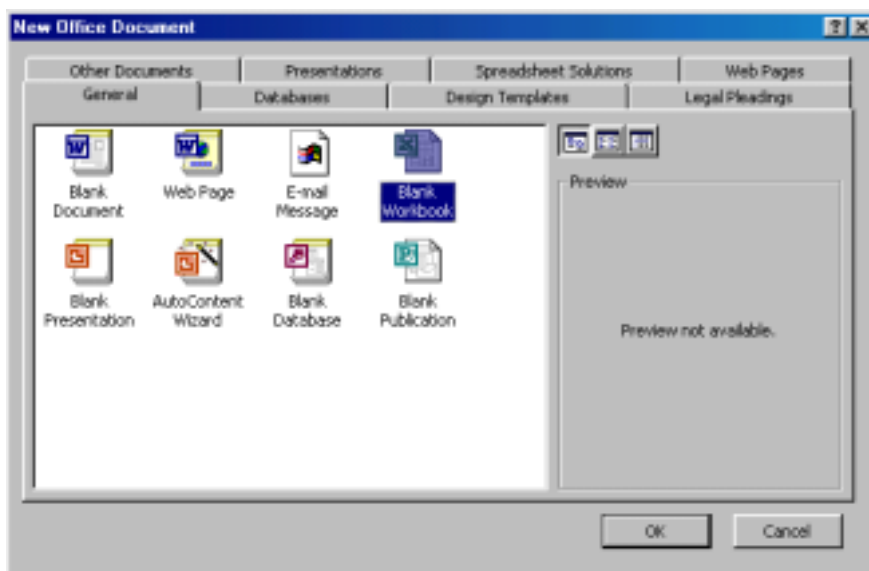 New Office Document
Other Documents Presentations Spreadsheet Solutions Web Pages
General Databases Design Templates Legal Pleadings
Blank Document
Web Page
E-mail Message
Blank Workbook
Blank Presentation
AutoContent Wizard
Blank Database
Blank Publication
Preview
Preview not available.
OK Cancel